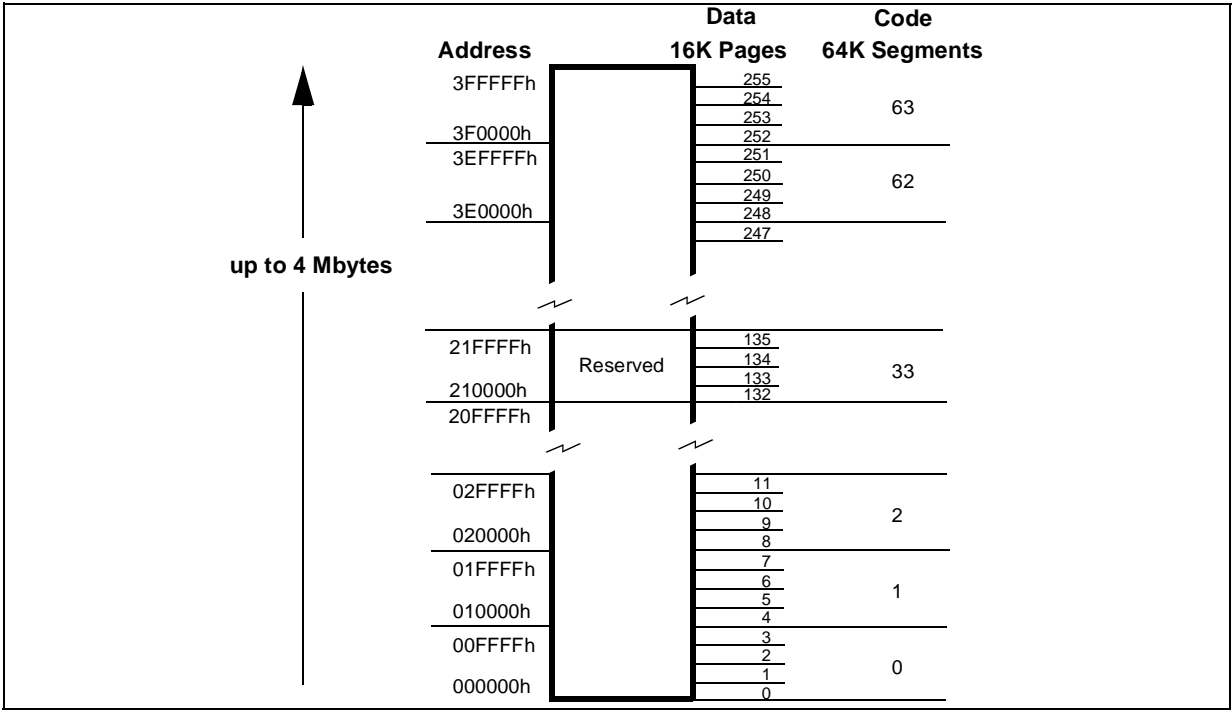 Data Code
Address 16K Pages 64K Segments
3FFFFFh 255
254
253 63
3F0000h 252
3EFFFFh 251
250 62
249
3E0000h 248
247
up to 4 Mbytes
21FFFFh 135
Reserved 134
133 33
210000h 132
20FFFFh
02FFFFh 11
10
9 2
020000h 8
01FFFFh 7
6
5 1
010000h 4
00FFFFh 3
2
1 0
000000h 0